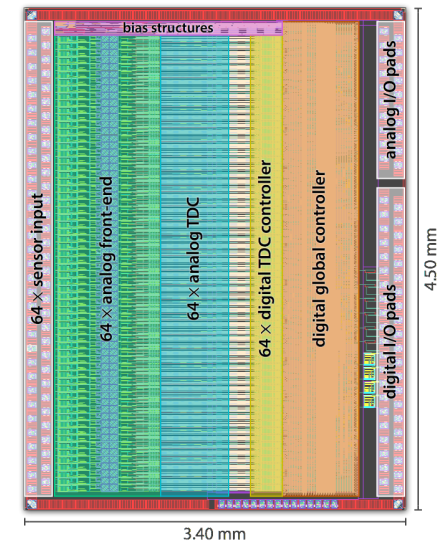 bias structures
64 × sensor input
64 × analog front-end
64 × analog TDC
64 × digital TDC controller
digital global controller
analog I/O pads
digital I/O pads
4.50 mm
3.40 mm